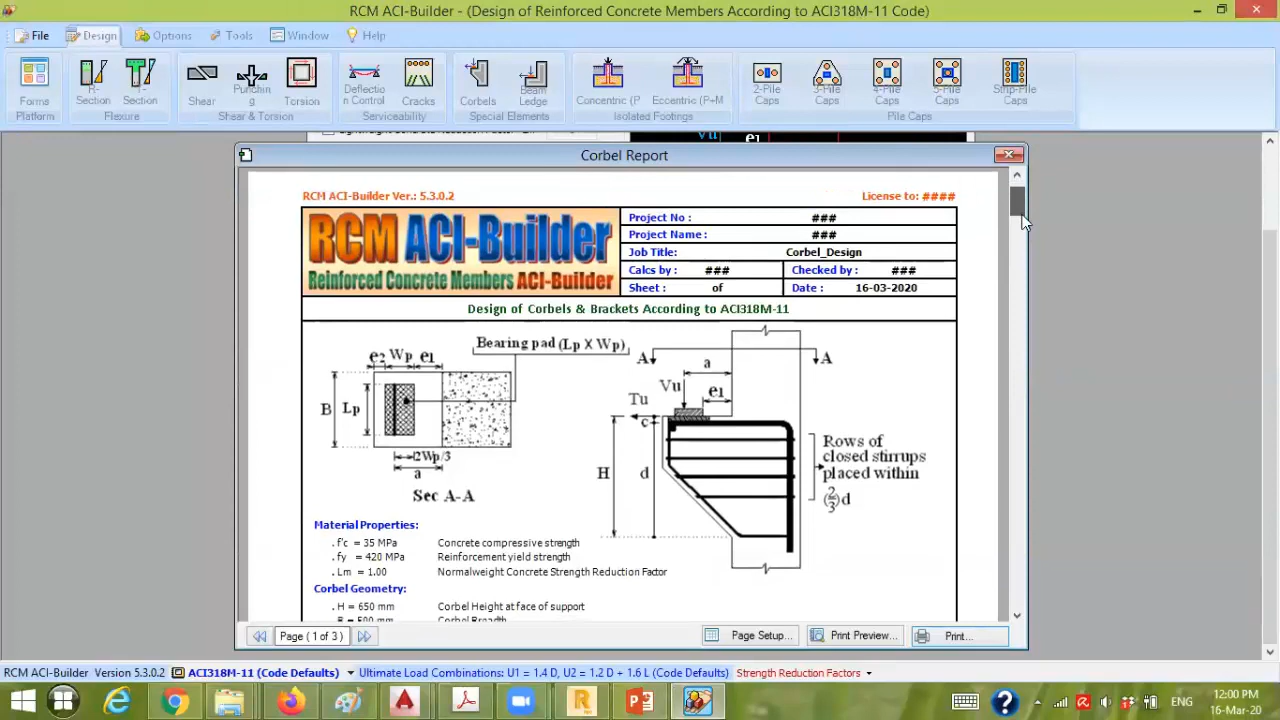 RCM ACI-Builder - (Design of Reinforced Concrete Members According to ACI318M-11 Code)
File Design Options Tools Window Help
Forms
R-Section
T-Section
Shear
Punching
Torsion
Deflection Control
Cracks
Corbels
Beam Ledge
Concentric (P
Eccentric (P+M
2-Pile Caps
3-Pile Caps
4-Pile Caps
5-Pile Caps
Strip-Pile Caps
Platform Flexure Shear & Torsion Serviceability Special Elements Isolated Footings Pile Caps
Vu e1
Corbel Report
RCM ACI-Builder Ver.: 5.3.0.2 License to: ####
RCM ACI-Builder
Reinforced Concrete Members ACI-Builder
Project No : ###
Project Name : ###
Job Title: Corbel_Design
Calcs by : ### Checked by : ###
Sheet : of Date : 16-03-2020
Design of Corbels & Brackets According to ACI318M-11
Bearing pad (Lp X Wp)
e2 Wp e1
B Lp
2Wp/3
a
Sec A-A
A A
a
Vu
e1
Tu
c
H d
Rows of
closed stirrups
placed within
(2/3)d
Material Properties:
. f'c = 35 MPa Concrete compressive strength
. fy = 420 MPa Reinforcement yield strength
. Lm = 1.00 Normalweight Concrete Strength Reduction Factor
Corbel Geometry:
. H = 650 mm Corbel Height at face of support
Corbel Breadth
Page ( 1 of 3 ) Page Setup... Print Preview... Print...
RCM ACI-Builder Version 5.3.0.2 ACI318M-11 (Code Defaults) Ultimate Load Combinations: U1 = 1.4 D, U2 = 1.2 D + 1.6 L (Code Defaults) Strength Reduction Factors
ENG
12:00 PM
16-Mar-20